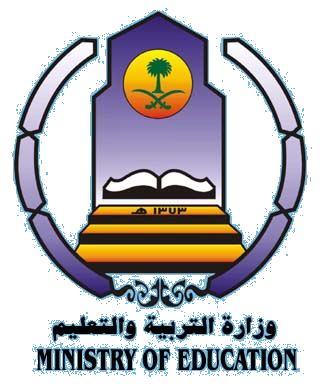 ١٣٧٣ هـ
وزارة التربية والتعليم
MINISTRY OF EDUCATION